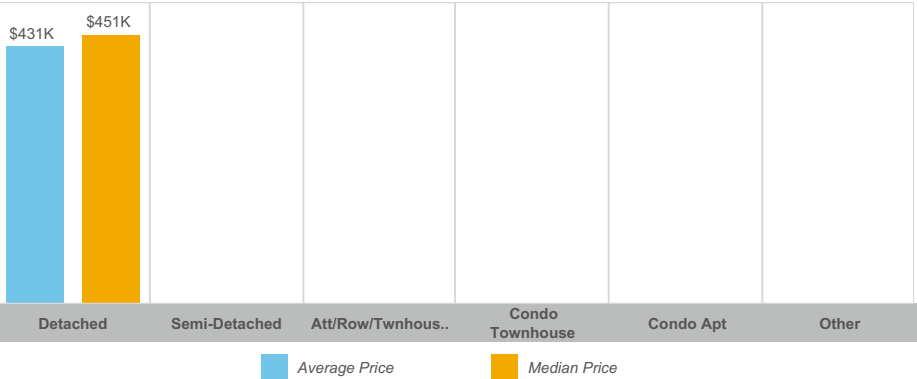 $431K
$451K
Detached
Semi-Detached
Att/Row/Twnhous..
Condo
Townhouse
Condo Apt
Other
Average Price
Median Price